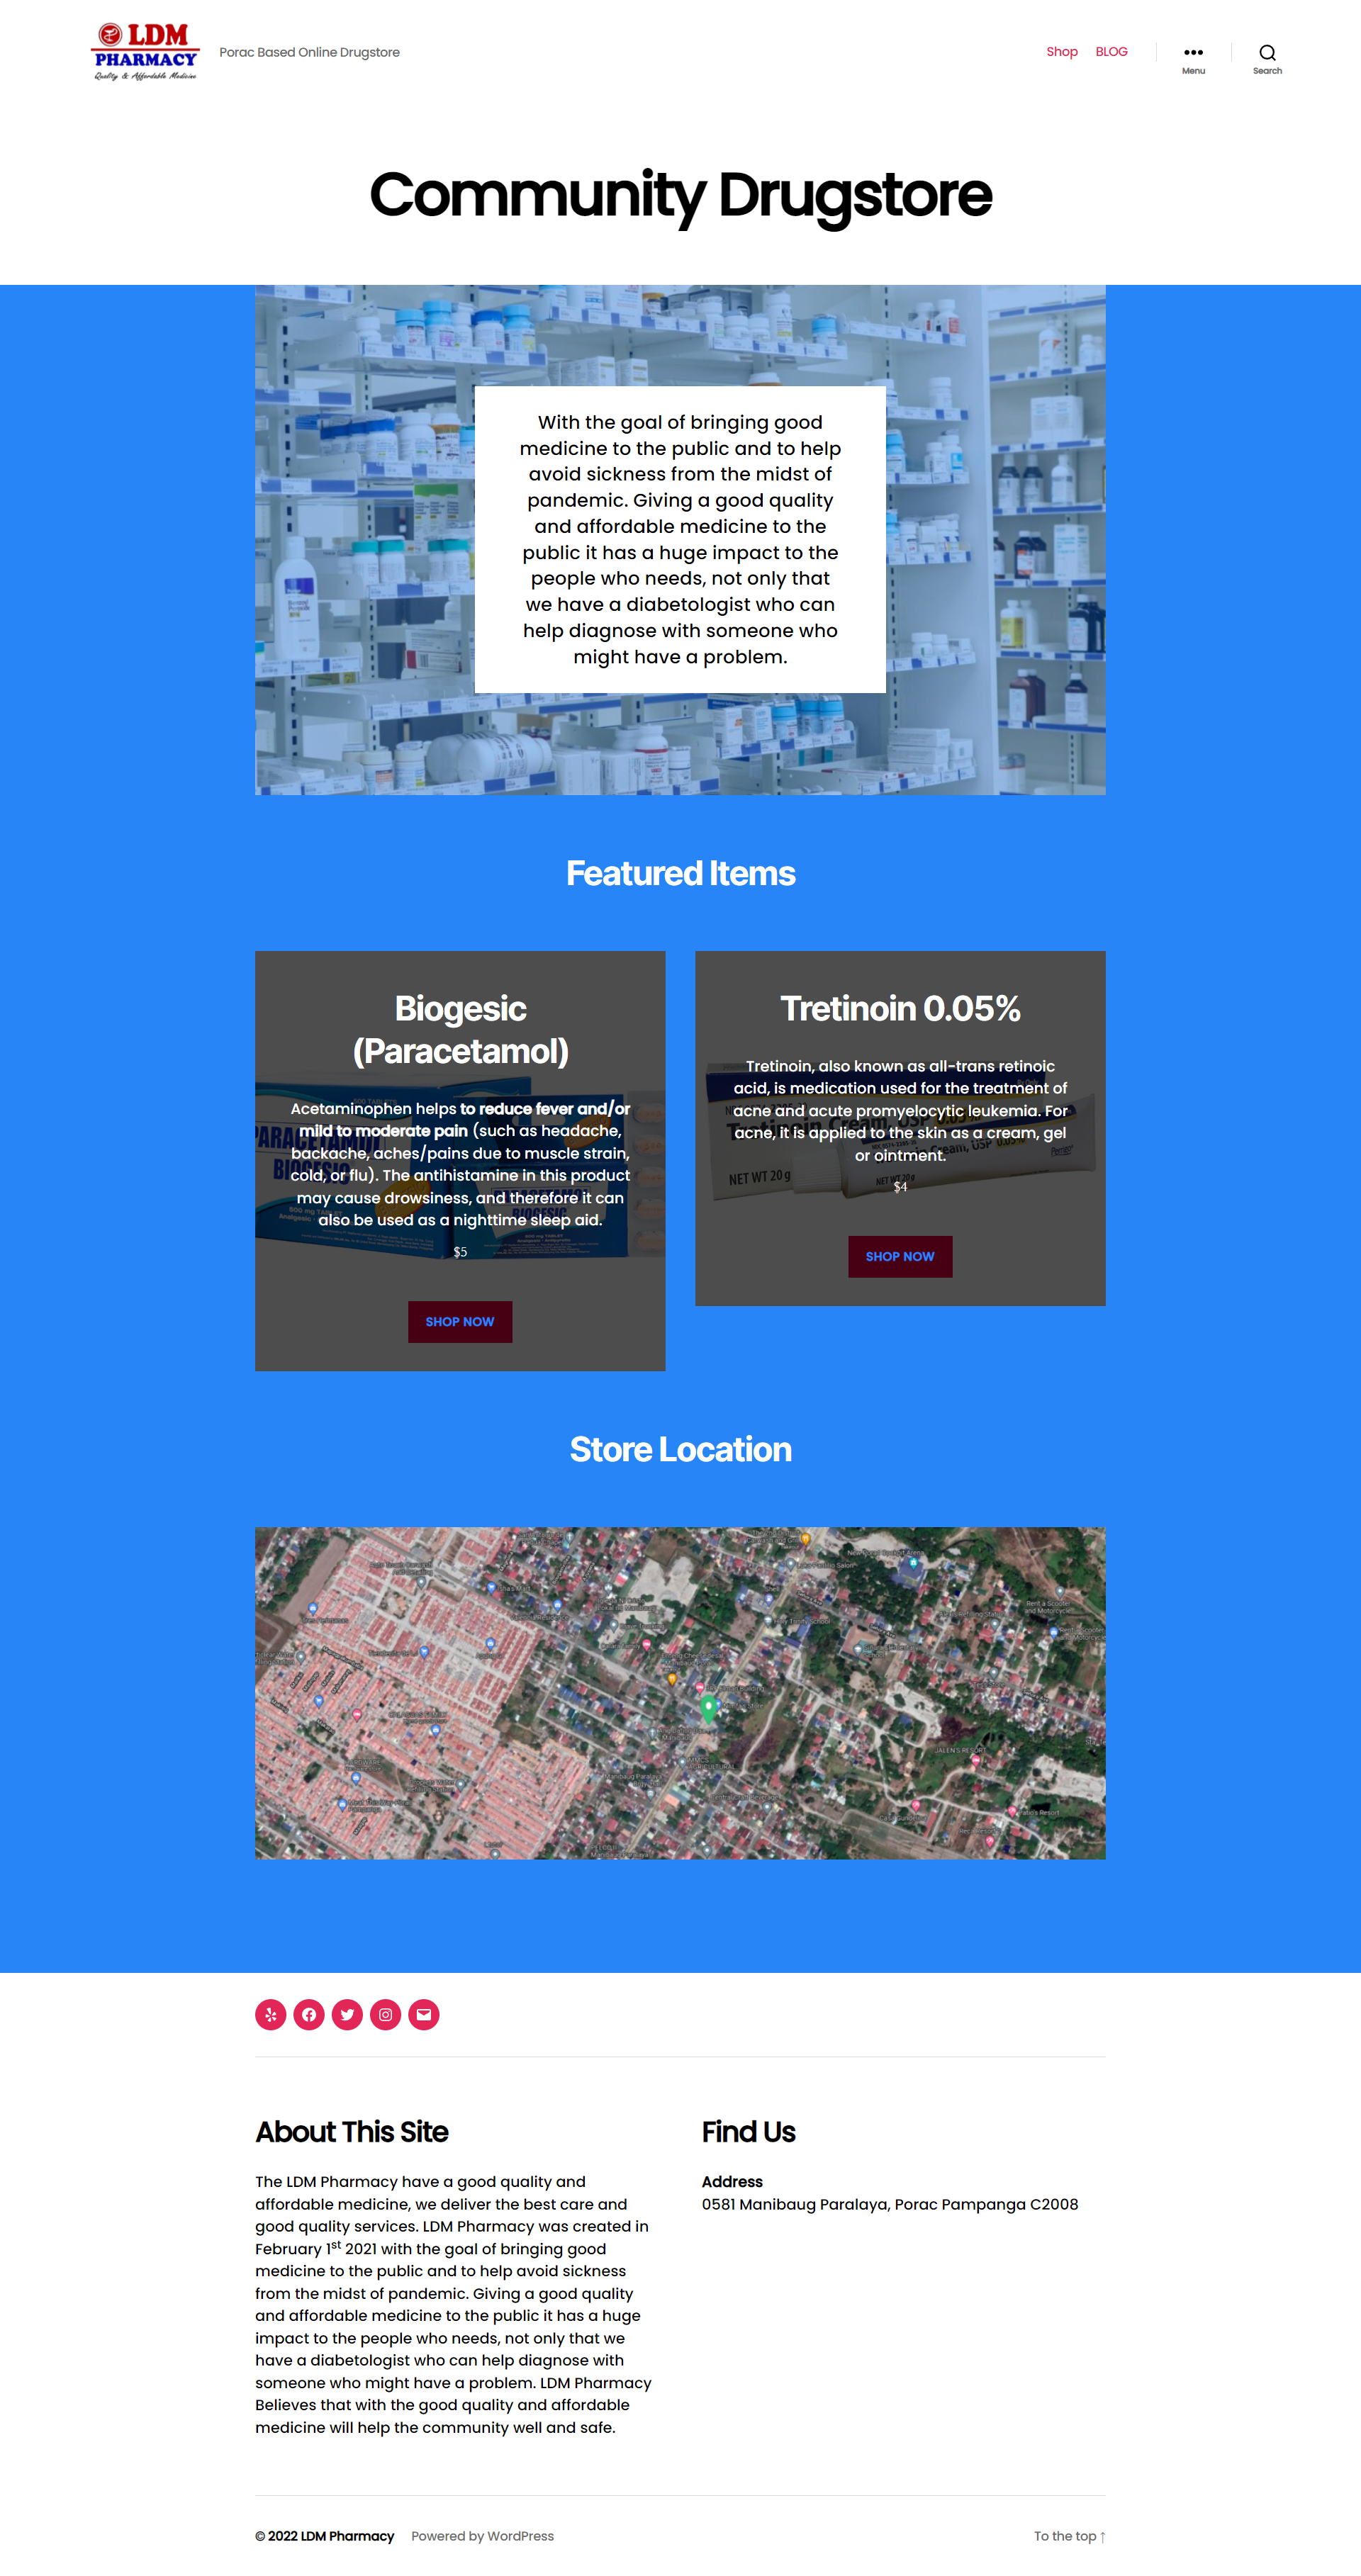 LDM
PHARMACY
Quality & Affordable Medicine
Porac Based Online Drugstore
Shop
BLOG
Menu
Search
Community Drugstore
With the goal of bringing good
medicine to the public and to help
avoid sickness from the midst of
pandemic. Giving a good quality
and affordable medicine to the
public it has a huge impact to the
people who needs, not only that
we have a diabetologist who can
help diagnose with someone who
might have a problem.
Featured Items
Biogesic
(Paracetamol)
Acetaminophen helps to reduce fever and/or
mild to moderate pain (such as headache,
backache, aches/pains due to muscle strain,
cold, or flu). The antihistamine in this product
may cause drowsiness, and therefore it can
also be used as a nighttime sleep aid.
$5
SHOP NOW
Tretinoin 0.05%
Tretinoin, also known as all-trans retinoic
acid, is medication used for the treatment of
acne and acute promyelocytic leukemia. For
acne, it is applied to the skin as a cream, gel
or ointment.
NET WT 20 g
NET WT 20 g
$4
SHOP NOW
Store Location
Rent a Scooter
and Motorcycle
JALEN'S RESORT
About This Site
The LDM Pharmacy have a good quality and
affordable medicine, we deliver the best care and
good quality services. LDM Pharmacy was created in
February 1st 2021 with the goal of bringing good
medicine to the public and to help avoid sickness
from the midst of pandemic. Giving a good quality
and affordable medicine to the public it has a huge
impact to the people who needs, not only that we
have a diabetologist who can help diagnose with
someone who might have a problem. LDM Pharmacy
Believes that with the good quality and affordable
medicine will help the community well and safe.
Find Us
Address
0581 Manibaug Paralaya, Porac Pampanga C2008
© 2022 LDM Pharmacy
Powered by WordPress
To the top ↑